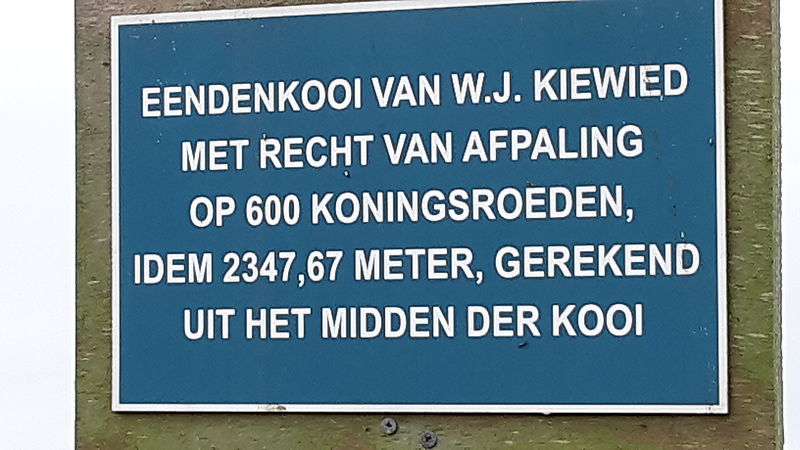 EENDENKOOI VAN W.J. KIEWIED
MET RECHT VAN AFPALING
OP 600 KONINGSROEDEN,
IDEM 2347,67 METER, GEREKEND
UIT HET MIDDEN DER KOOI